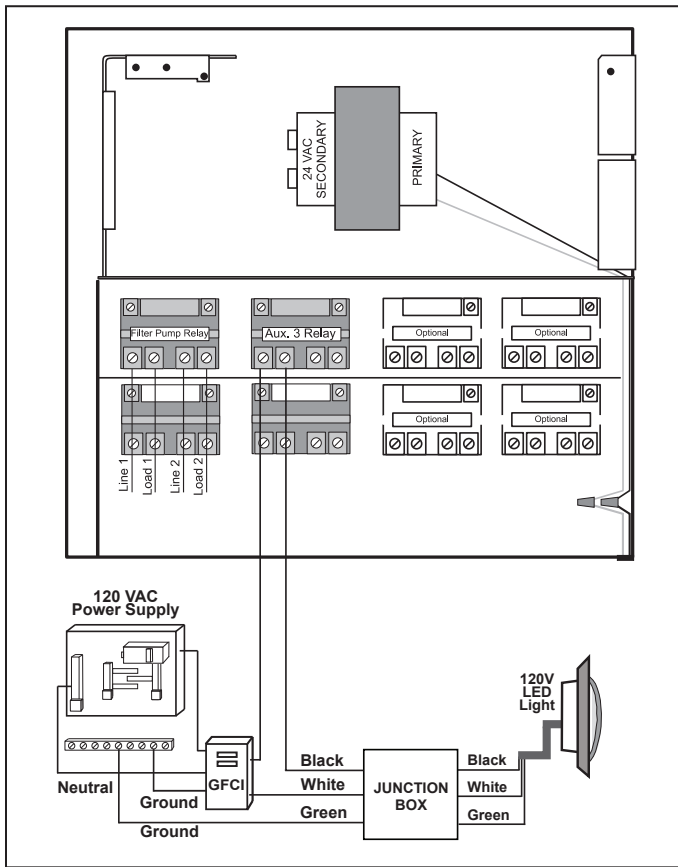 24 VAC
SECONDARY
PRIMARY
Filter Pump Relay
Aux. 3 Relay
Optional
Optional
Optional
Optional
Line 1
Load 1
Line 2
Load 2
120 VAC
Power Supply
120V
LED
Light
GFCI
Neutral
Ground
Ground
Black
White
Green
JUNCTION
BOX
Black
White
Green